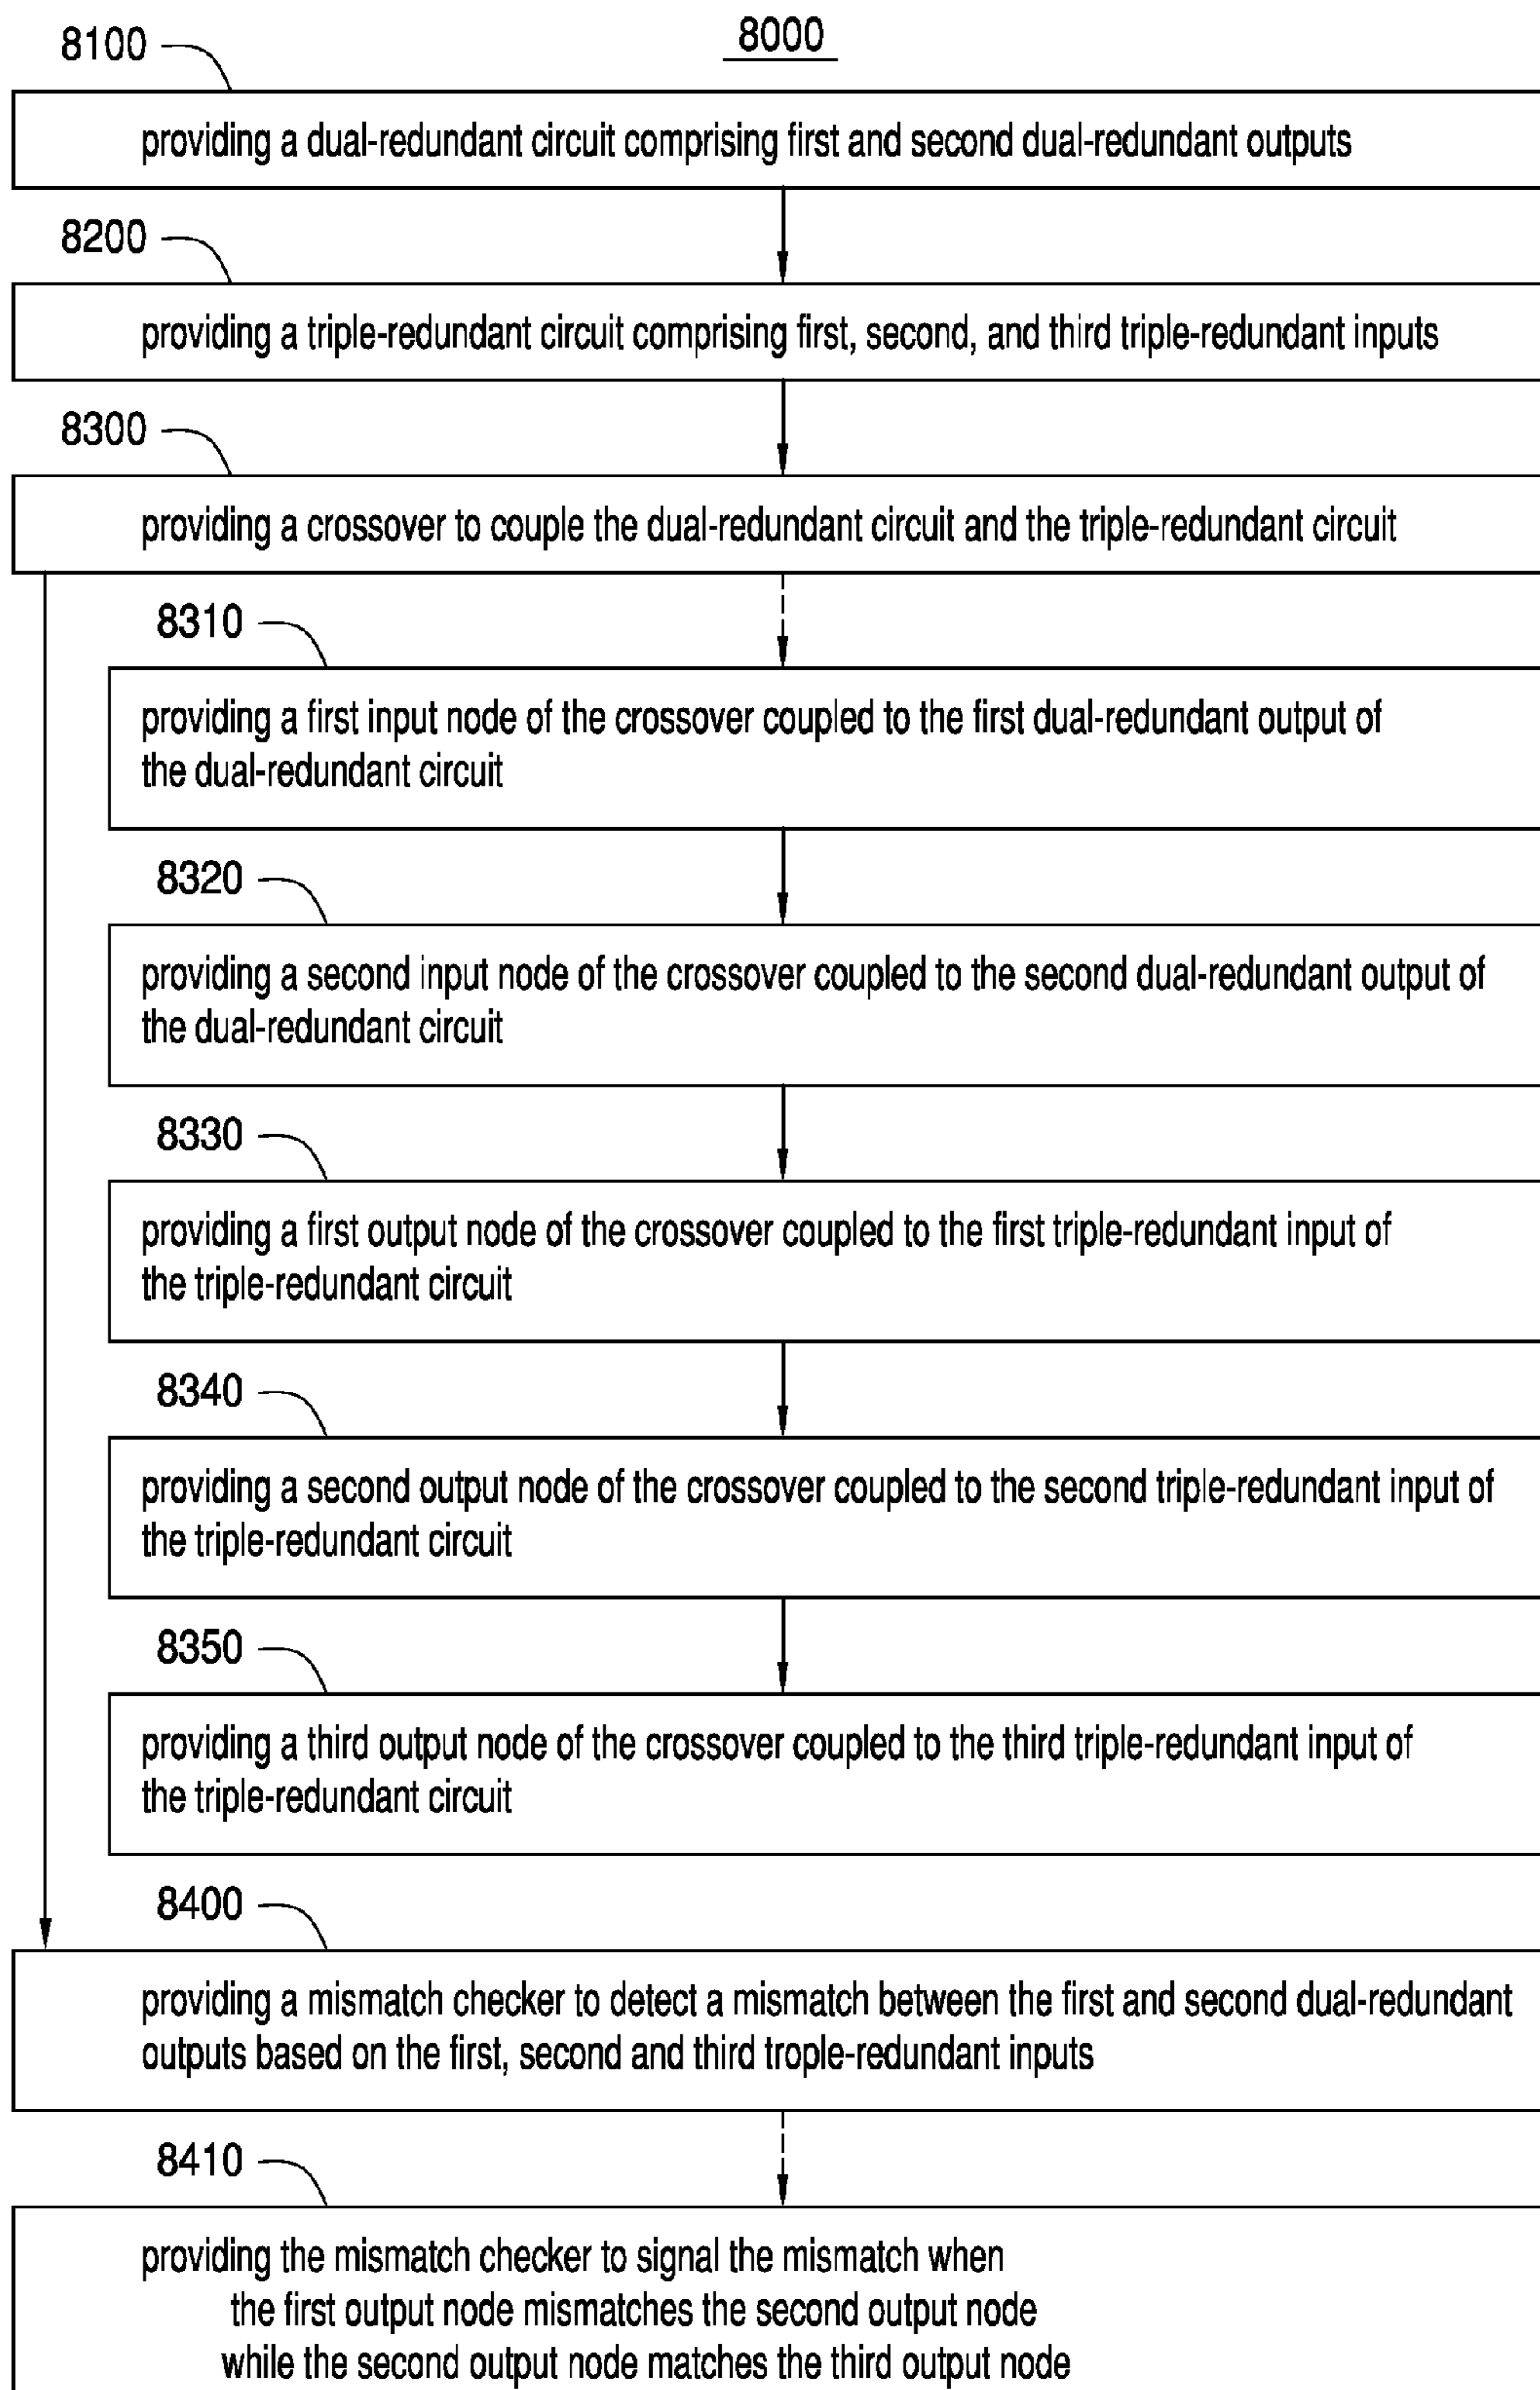 8000
8100
providing a dual-redundant circuit comprising first and second dual-redundant outputs
8200
providing a triple-redundant circuit comprising first, second, and third triple-redundant inputs
8300
providing a crossover to couple the dual-redundant circuit and the triple-redundant circuit
8310
providing a first input node of the crossover coupled to the first dual-redundant output of
the dual-redundant circuit
8320
providing a second input node of the crossover coupled to the second dual-redundant output of
the dual-redundant circuit
8330
providing a first output node of the crossover coupled to the first triple-redundant input of
the triple-redundant circuit
8340
providing a second output node of the crossover coupled to the second triple-redundant input of
the triple-redundant circuit
8350
providing a third output node of the crossover coupled to the third triple-redundant input of
the triple-redundant circuit
8400
providing a mismatch checker to detect a mismatch between the first and second dual-redundant
outputs based on the first, second and third trople-redundant inputs
8410
providing the mismatch checker to signal the mismatch when
the first output node mismatches the second output node
while the second output node matches the third output node